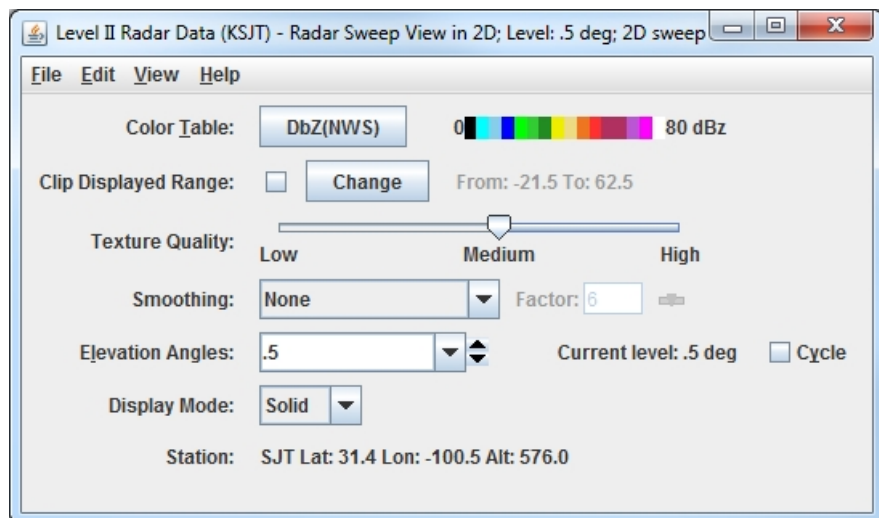 Level II Radar Data (KSJT) - Radar Sweep View in 2D; Level: .5 deg; 2D sweep
File Edit View Help
Color Table: DbZ(NWS) 0 80 dBz
Clip Displayed Range: Change From: -21.5 To: 62.5
Texture Quality:
Low Medium High
Smoothing: None Factor: 6
Elevation Angles: .5 Current level: .5 deg Cycle
Display Mode: Solid
Station: SJT Lat: 31.4 Lon: -100.5 Alt: 576.0